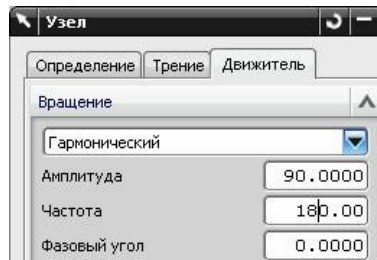 Узел
Определение Трение Движитель
Вращение
Гармонический
Амплитуда 90.0000
Частота 180.00
Фазовый угол 0.0000